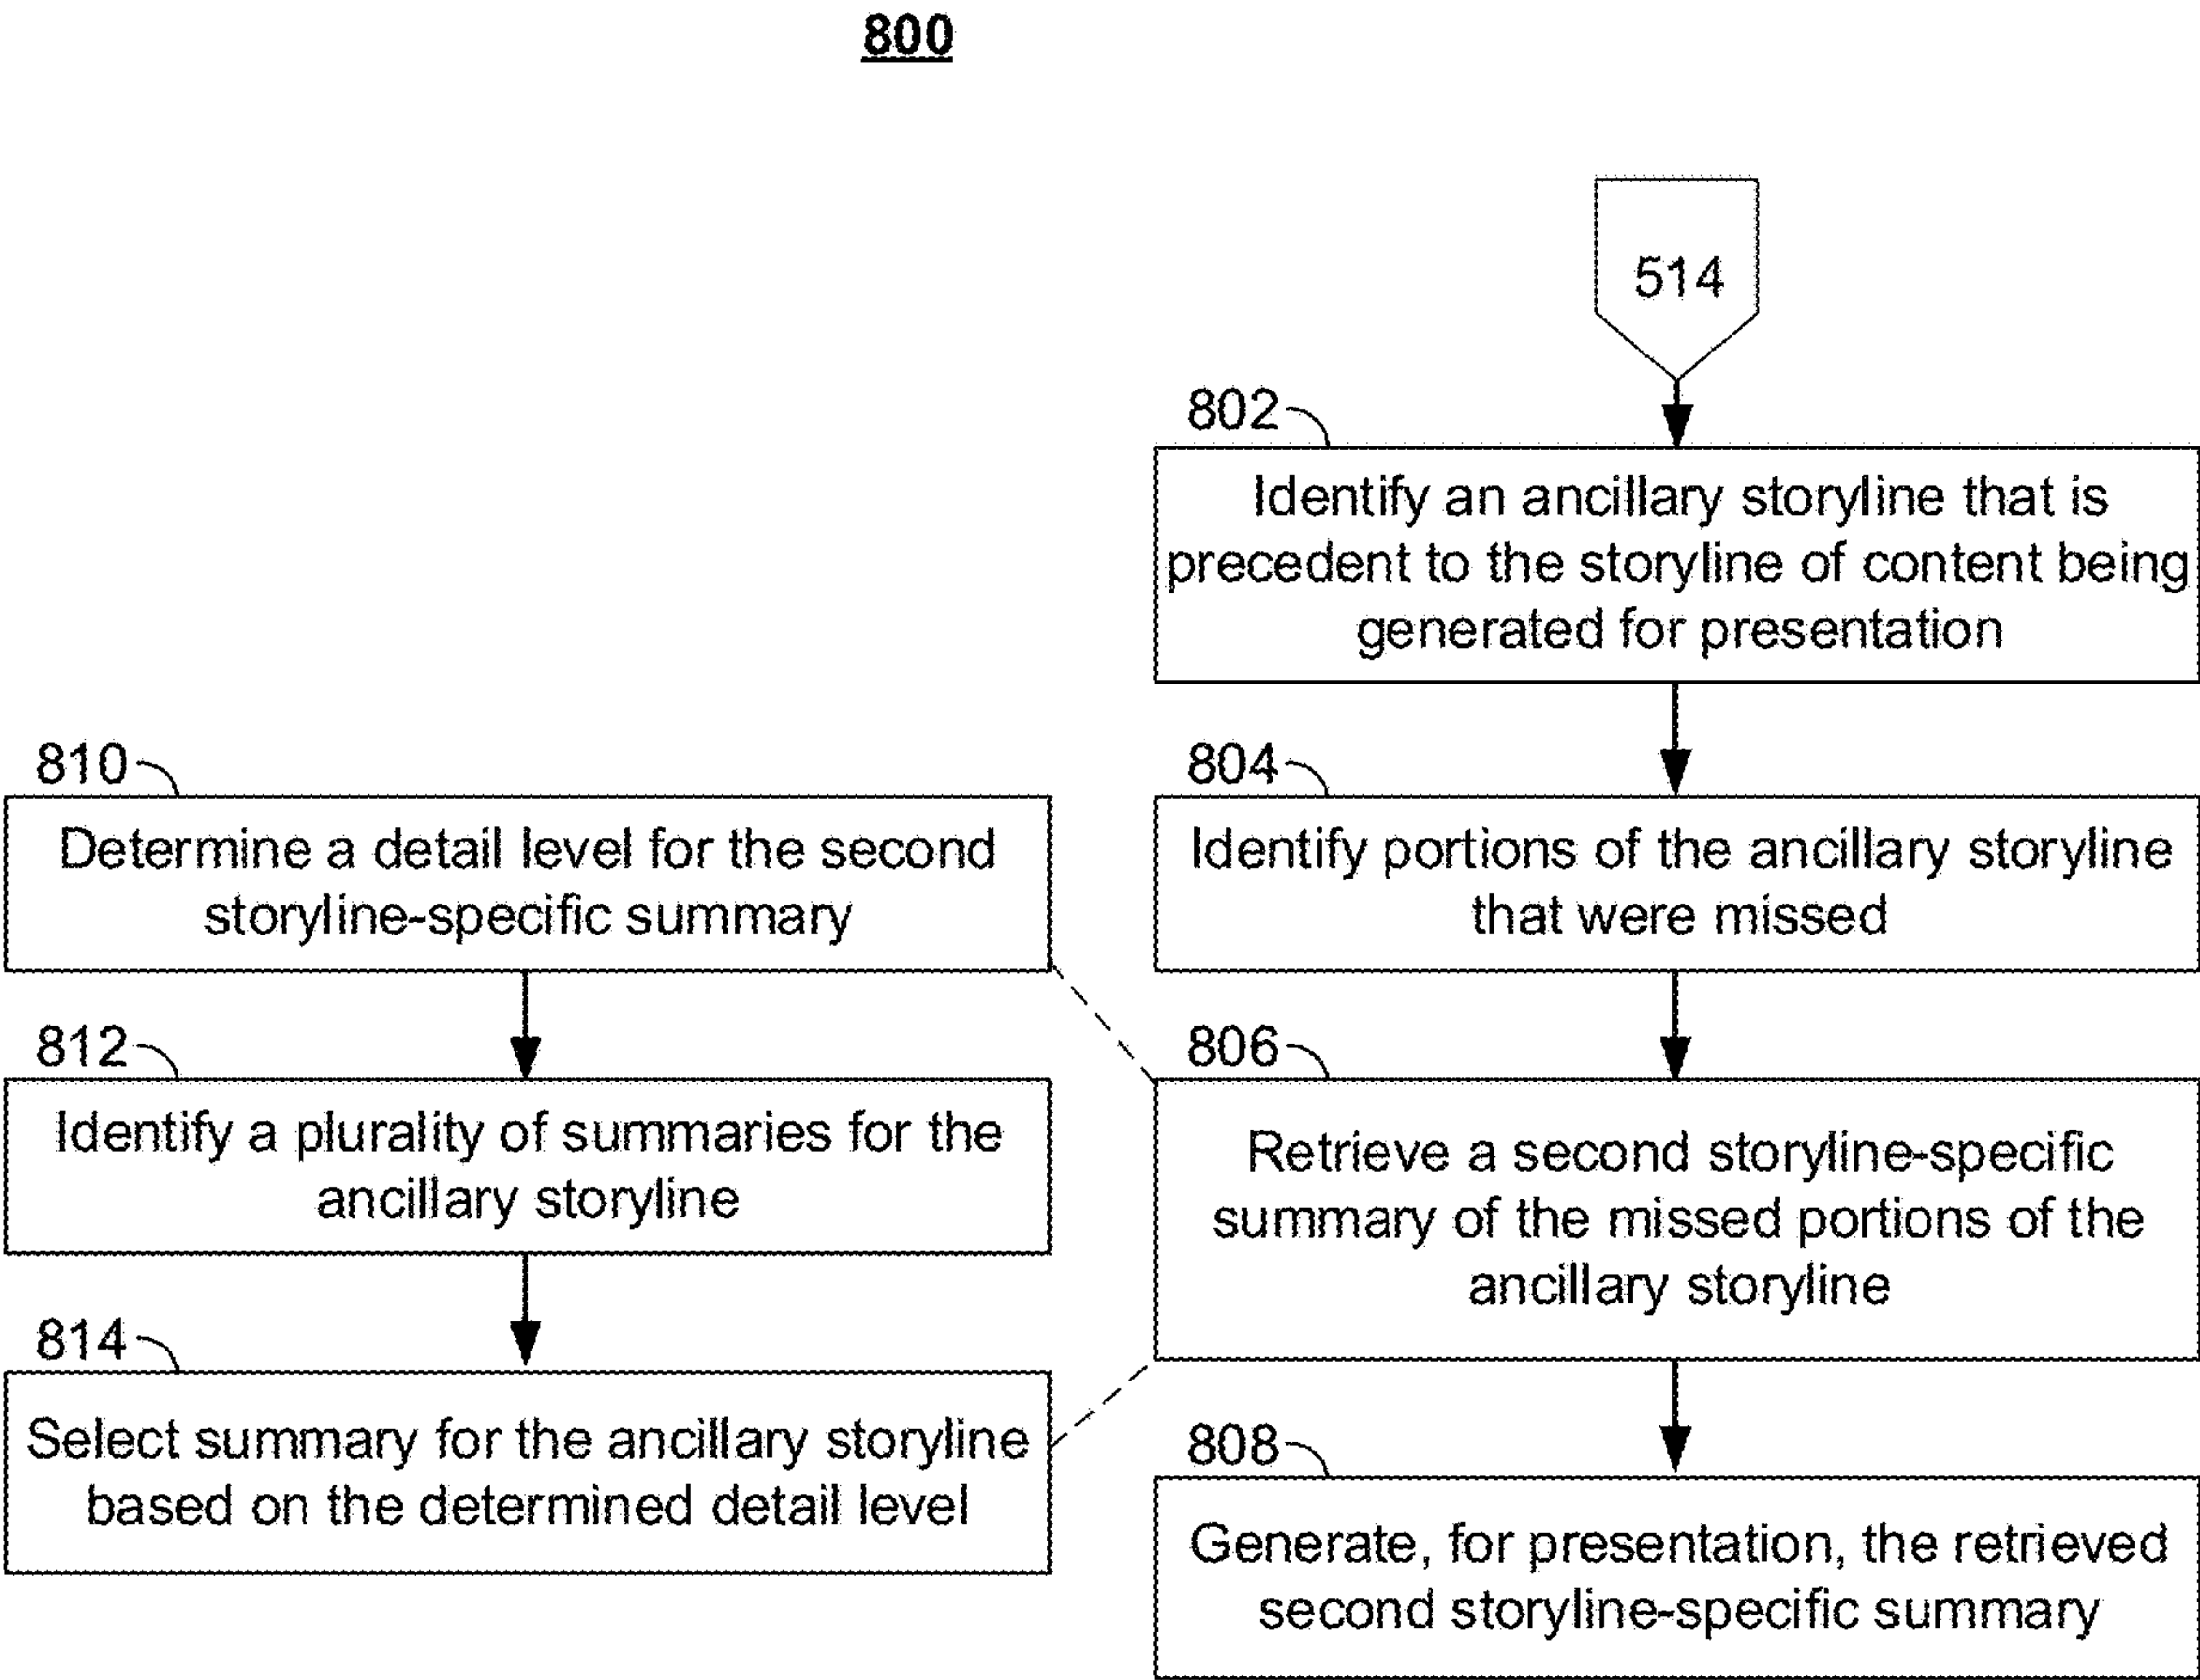 800
514
802
Identify an ancillary storyline that is
precedent to the storyline of content being
generated for presentation
804
Identify portions of the ancillary storyline
that were missed
806
Retrieve a second storyline-specific
summary of the missed portions of the
ancillary storyline
808
Generate, for presentation, the retrieved
second storyline-specific summary
810
Determine a detail level for the second
storyline-specific summary
812
Identify a plurality of summaries for the
ancillary storyline
814
Select summary for the ancillary storyline
based on the determined detail level